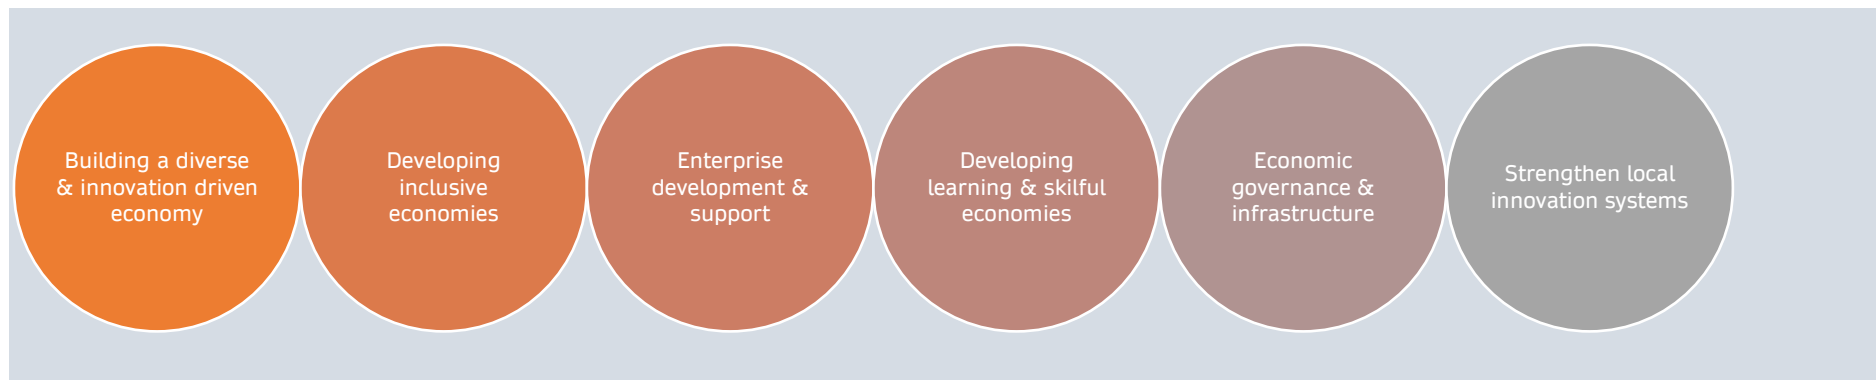 Building a diverse
& innovation driven
economy
Developing
inclusive
economies
Enterprise
development &
support
Developing
learning & skilful
economies
Economic
governance &
infrastructure
Strengthen local
innovation systems